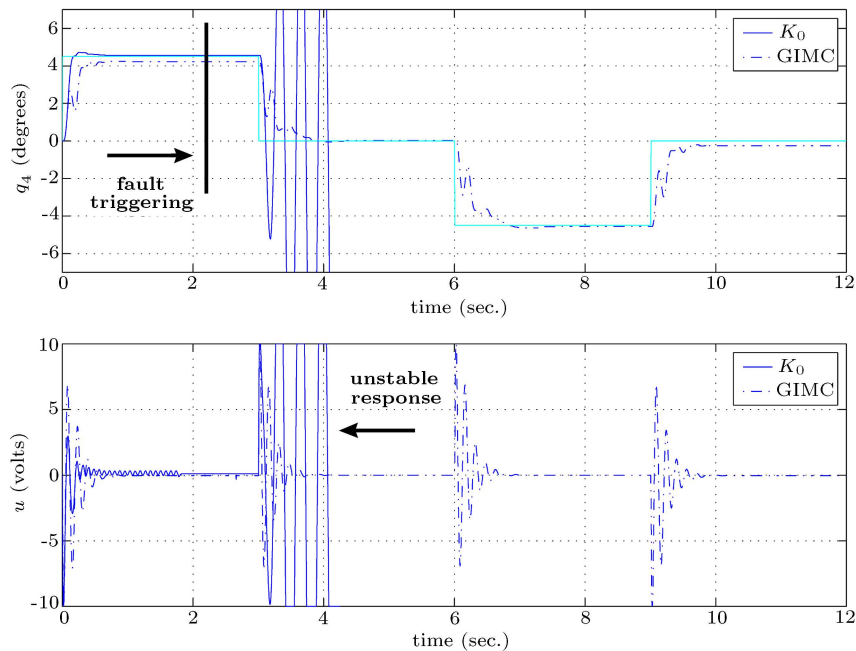 6
4
2
0
-2
-4
-6
q4 (degrees)
K0
GIMC
fault
triggering
0
2
4
6
8
10
12
time (sec.)
10
5
0
-5
-10
u (volts)
K0
GIMC
unstable
response
0
2
4
6
8
10
12
time (sec.)